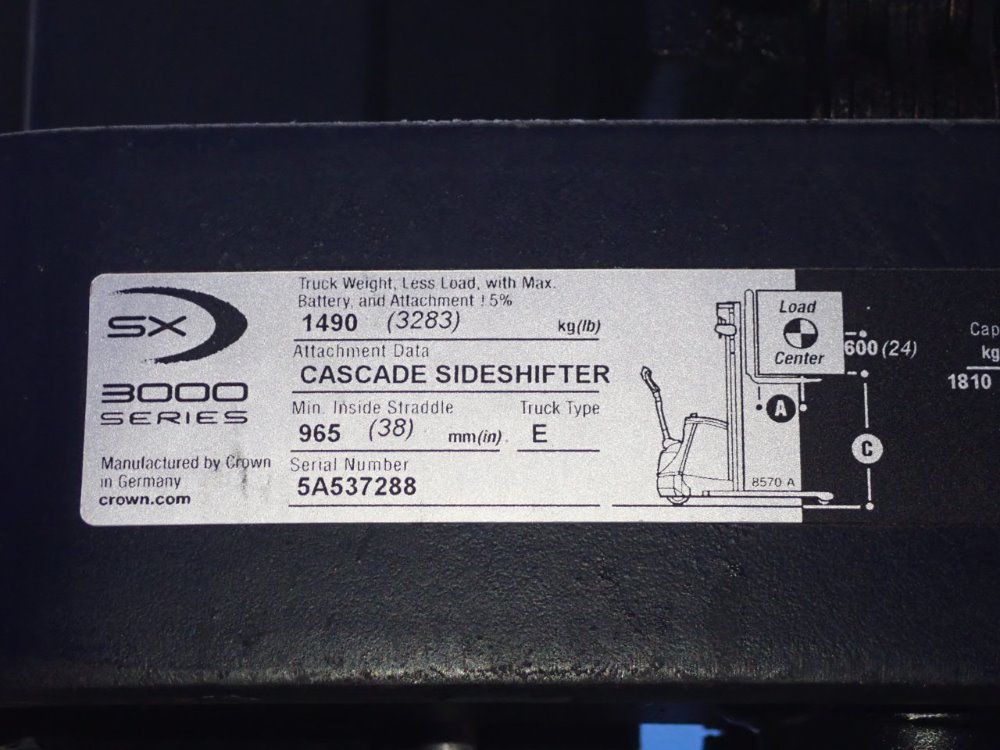 SX
3000
SERIES
Manufactured by Crown
in Germany
crown.com
Truck Weight, Less Load, with Max.
Battery, and Attachment ! 5%
1490 (3283) kg(lb)
Attachment Data
CASCADE SIDESHIFTER
Min. Inside Straddle Truck Type
965 (38) mm(in). E
Serial Number
5A537288
Load
Center
600 (24)
A
C
8570 A
Cap
kg
1810